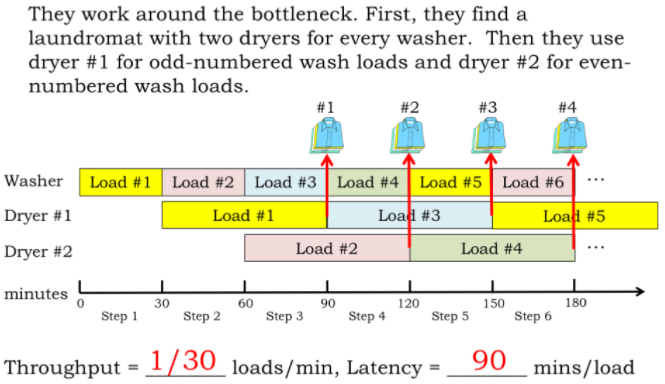 They work around the bottleneck. First, they find a
laundromat with two dryers for every washer. Then they use
dryer #1 for odd-numbered wash loads and dryer #2 for even-
numbered wash loads.
#1 #2 #3 #4
Washer Load #1 Load #2 Load #3 Load #4 Load #5 Load #6 ...
Dryer #1 Load #1 Load #3 Load #5
Dryer #2 Load #2 Load #4 ...
minutes 0 30 60 90 120 150 180
Step 1 Step 2 Step 3 Step 4 Step 5 Step 6
Throughput = 1/30 loads/min, Latency = 90 mins/load